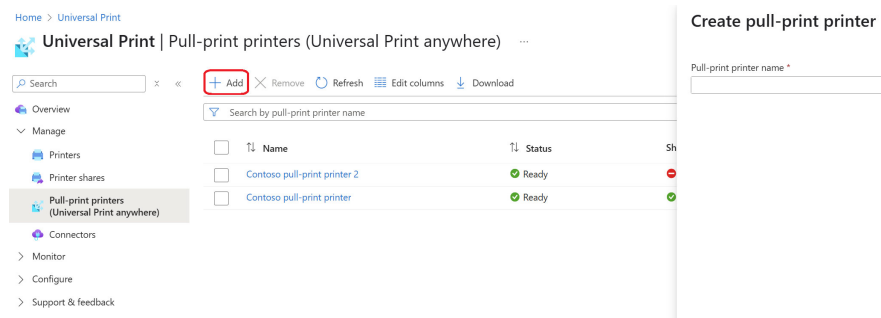 Home > Universal Print
Universal Print | Pull-print printers (Universal Print anywhere) ...
Search
Overview
Manage
Printers
Printer shares
Pull-print printers
(Universal Print anywhere)
Connectors
Monitor
Configure
Support & feedback
+ Add Remove Refresh Edit columns Download
Search by pull-print printer name
Name Status Sh
Contoso pull-print printer 2 Ready
Contoso pull-print printer Ready
Create pull-print printer
Pull-print printer name *